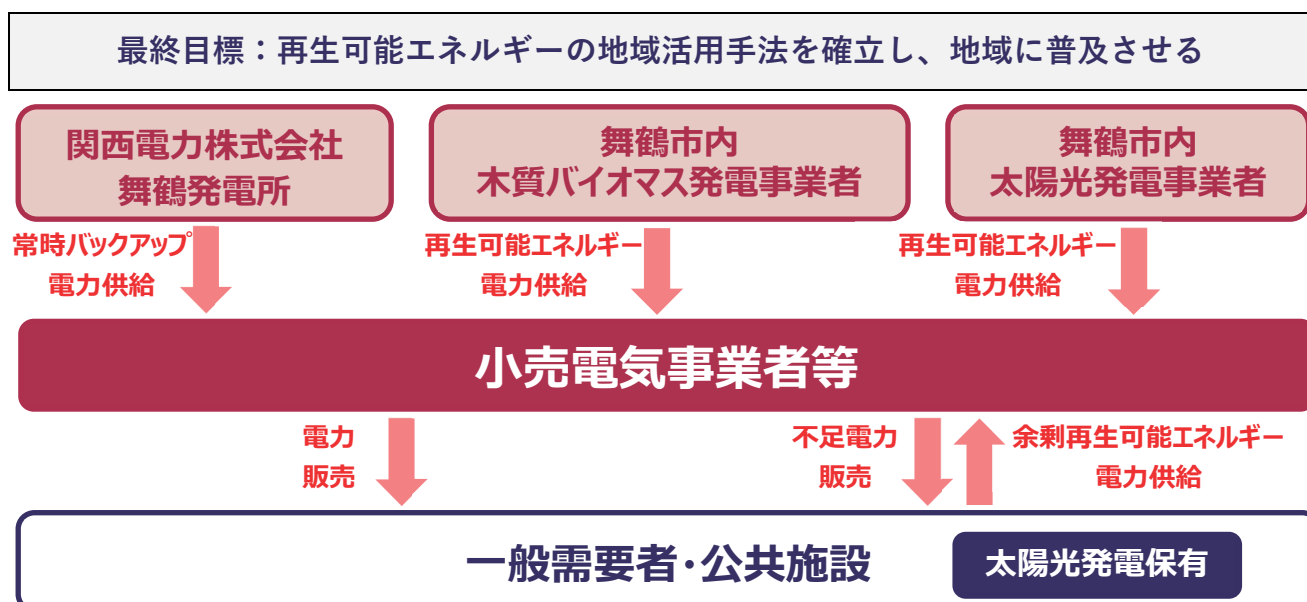 最終目標：再生可能エネルギーの地域活用手法を確立し、地域に普及させる
関西電力株式会社
舞鶴発電所
舞鶴市内
木質バイオマス発電事業者
舞鶴市内
太陽光発電事業者
常時バックアップ
電力供給
再生可能エネルギー
電力供給
再生可能エネルギー
電力供給
小売電気事業者等
電力
販売
不足電力
販売
余剰再生可能エネルギー
電力供給
一般需要者･公共施設
太陽光発電保有